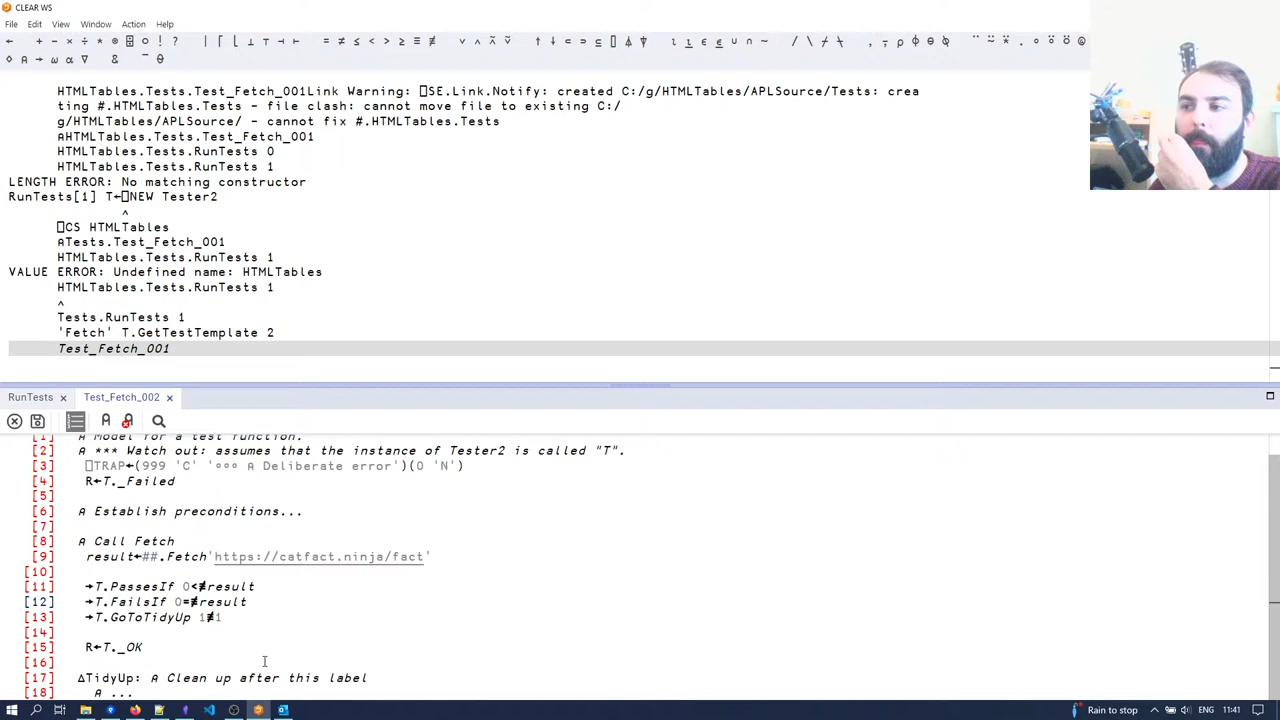 CLEAR WS
File Edit View Window Action Help
← + - × ÷ * ⍟ ⌹ ○ ! ? | ⌈ ⌊ ⊥ ⊤ ⊣ ⊢ = ≠ ≤ < > ≥ ≡ ≢ ∨ ∧ ⍲ ⍱ ↑ ↓ ⊂ ⊃ ⊆ ⌷ ⍋ ⍒ ⍳ ⍸ ∊ ⍷ ∪ ∩ ~ / \ ⌿ ⍀ , ⍪ ⍴ ⌽ ⊖ ⍉ ¨ ⍨ ⍣ . ∘ ⍤ ⍥ @
⋄ ⍝ → ⍵ ⍺ ∇ & ¯ ⍬
HTMLTables.Tests.Test_Fetch_001Link Warning: ⎕SE.Link.Notify: created C:/g/HTMLTables/APLSource/Tests: crea
ting #.HTMLTables.Tests - file clash: cannot move file to existing C:/
g/HTMLTables/APLSource/ - cannot fix #.HTMLTables.Tests
⍝HTMLTables.Tests.Test_Fetch_001
HTMLTables.Tests.RunTests 0
HTMLTables.Tests.RunTests 1
LENGTH ERROR: No matching constructor
RunTests[1] T←⎕NEW Tester2
^
⎕CS HTMLTables
⍝Tests.Test_Fetch_001
HTMLTables.Tests.RunTests 1
VALUE ERROR: Undefined name: HTMLTables
HTMLTables.Tests.RunTests 1
^
Tests.RunTests 1
'Fetch' T.GetTestTemplate 2
Test_Fetch_001
RunTests × Test_Fetch_002 ×
[1] ⍝ Model for a test function.
[2] ⍝ *** Watch out: assumes that the instance of Tester2 is called "T".
[3] ⎕TRAP←(999 'C' '∘∘∘ ⍝ Deliberate error')(0 'N')
[4] R←T._Failed
[5]
[6] ⍝ Establish preconditions...
[7]
[8] ⍝ Call Fetch
[9] result←##.Fetch'https://catfact.ninja/fact'
[10]
[11] →T.PassesIf 0<≢result
[12] →T.FailsIf 0=≢result
[13] →T.GoToTidyUp 1≢1
[14]
[15] R←T._OK
[16]
[17] ∆TidyUp: ⍝ Clean up after this label
[18] ⍝ ...
Rain to stop ENG 11:41